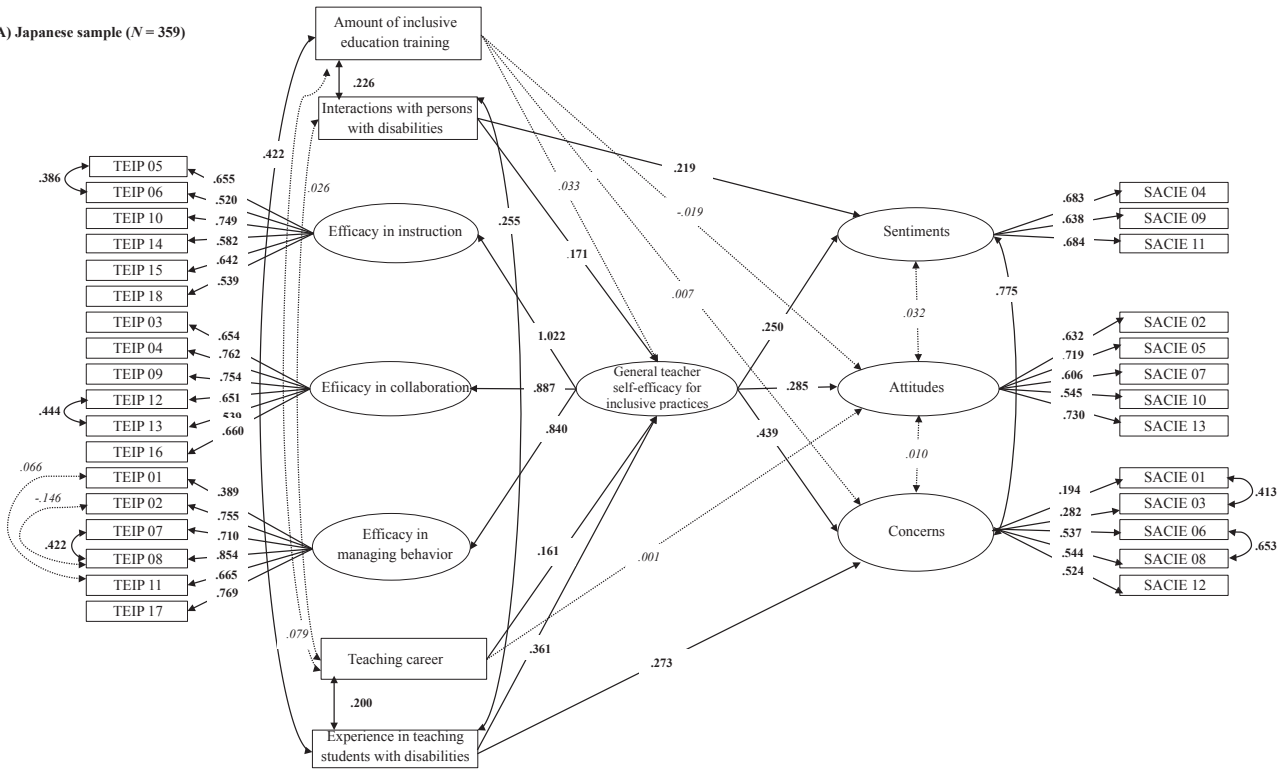 A) Japanese sample (N = 359)
Amount of inclusive
education training
.226
Interactions with persons
with disabilities
.422
.026
.255
.033
-.019
.219
.171
.007
TEIP 05
TEIP 06
TEIP 10
TEIP 14
TEIP 15
TEIP 18
.386
.655
.520
.749
.582
.642
.539
Efficacy in instruction
TEIP 03
TEIP 04
TEIP 09
TEIP 12
TEIP 13
TEIP 16
.444
.654
.762
.754
.651
.539
.660
Efiicacy in collaboration
TEIP 01
TEIP 02
TEIP 07
TEIP 08
TEIP 11
TEIP 17
.066
-.146
.422
.389
.755
.710
.854
.665
.769
Efficacy in
managing behavior
1.022
.887
.840
General teacher
self-efficacy for
inclusive practices
.250
.285
.439
Sentiments
.683
.638
.684
SACIE 04
SACIE 09
SACIE 11
.775
.032
Attitudes
.632
.719
.606
.545
.730
SACIE 02
SACIE 05
SACIE 07
SACIE 10
SACIE 13
.010
Concerns
.194
.282
.537
.544
.524
SACIE 01
SACIE 03
SACIE 06
SACIE 08
SACIE 12
.413
.653
.161
.001
.361
.273
.079
Teaching career
.200
Experience in teaching
students with disabilities